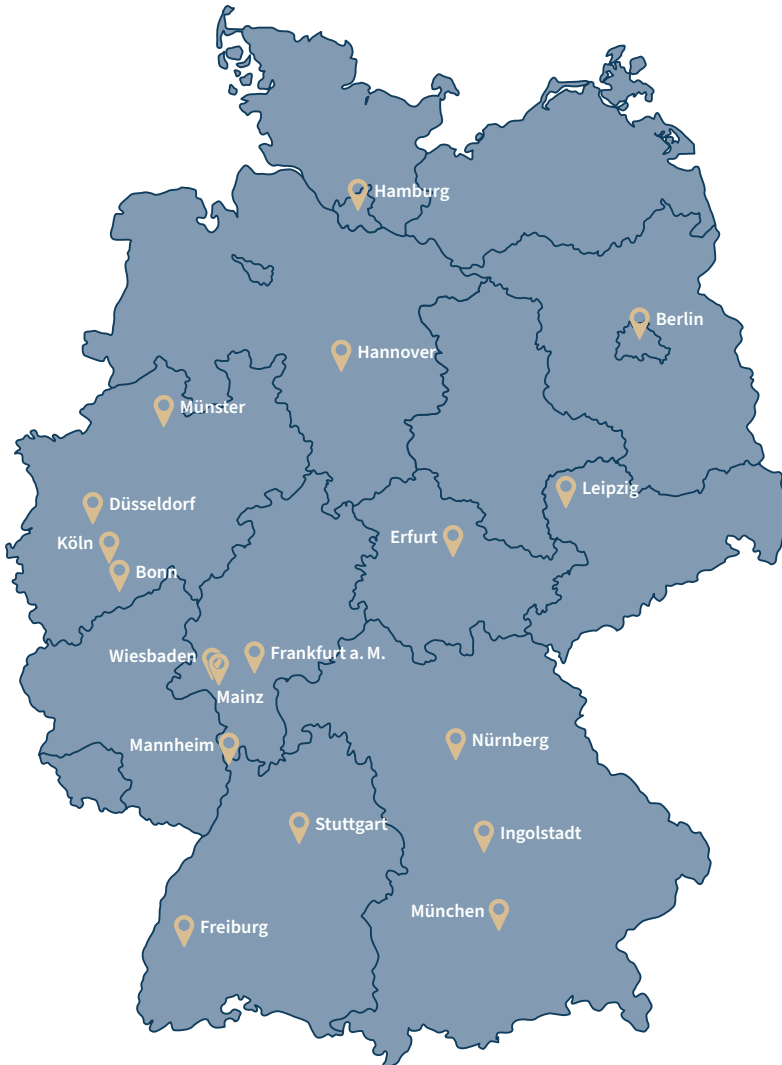 Hamburg
Berlin
Hannover
Münster
Leipzig
Düsseldorf
Erfurt
Köln
Bonn
Frankfurt a. M.
Wiesbaden
Mainz
Nürnberg
Mannheim
Stuttgart
Ingolstadt
München
Freiburg